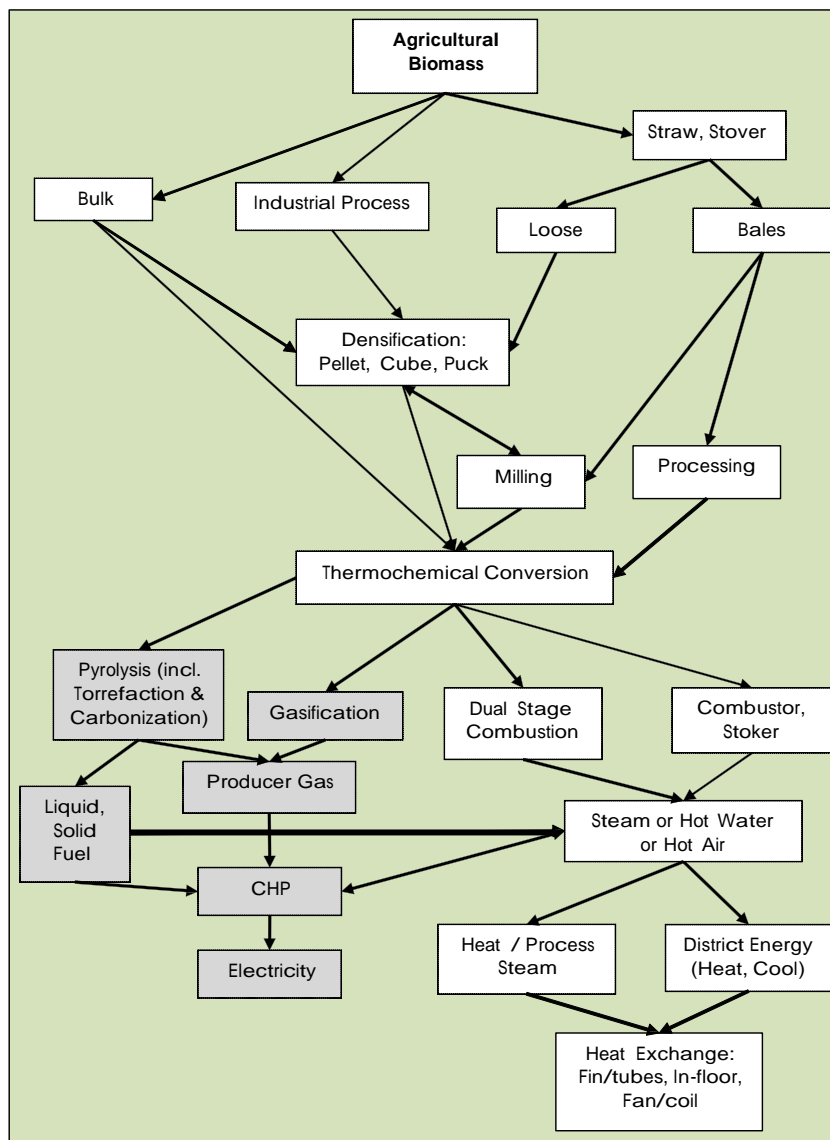 Agricultural
Biomass
Straw, Stover
Bulk
Industrial Process
Loose
Bales
Densification:
Pellet, Cube, Puck
Milling
Processing
Thermochemical Conversion
Pyrolysis (incl.
Torrefaction &
Carbonization)
Gasification
Dual Stage
Combustion
Combustor,
Stoker
Producer Gas
Liquid,
Solid
Fuel
Steam or Hot Water
or Hot Air
CHP
Electricity
Heat / Process
Steam
District Energy
(Heat, Cool)
Heat Exchange:
Fin/tubes, In-floor,
Fan/coil